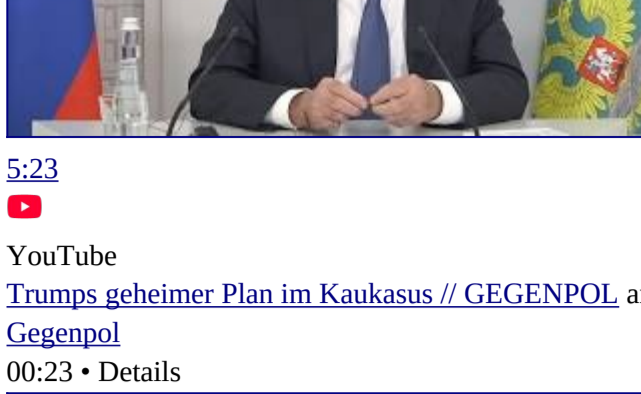 5:23
YouTube
Trumps geheimer Plan im Kaukasus // GEGENPOL
Gegenpol
00:23 • Details